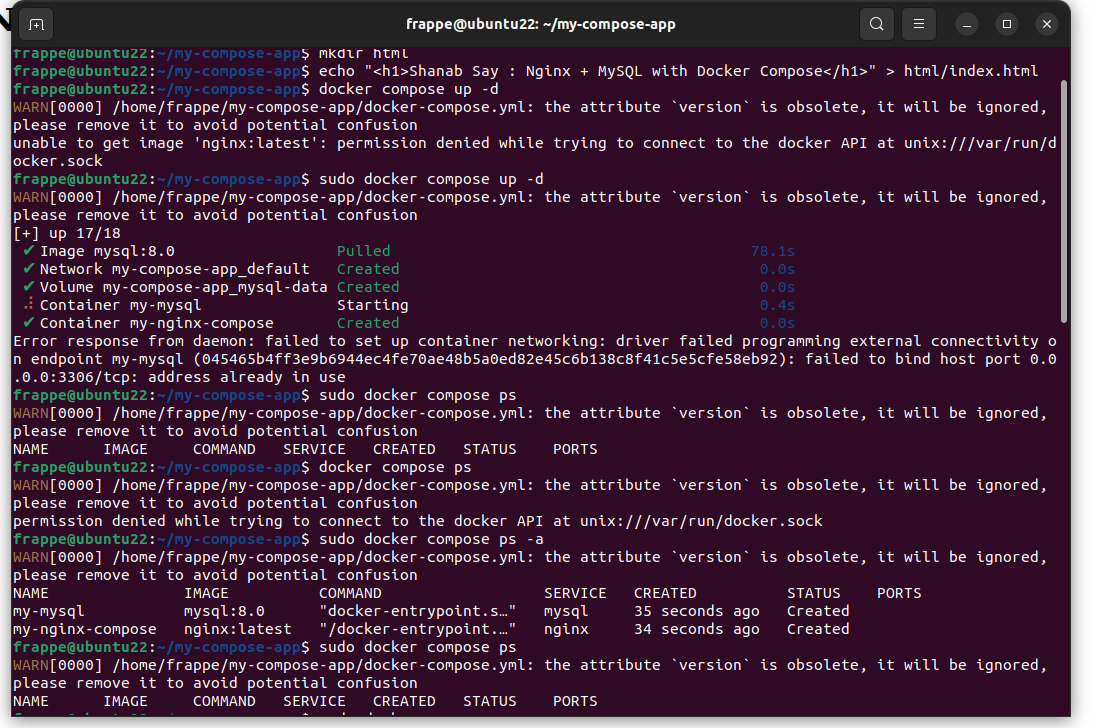 frappe@ubuntu22: ~/my-compose-app
frappe@ubuntu22:~/my-compose-app$ mkdir html
frappe@ubuntu22:~/my-compose-app$ echo "<h1>Shanab Say : Nginx + MySQL with Docker Compose</h1>" > html/index.html
frappe@ubuntu22:~/my-compose-app$ docker compose up -d
WARN[0000] /home/frappe/my-compose-app/docker-compose.yml: the attribute `version` is obsolete, it will be ignored,
please remove it to avoid potential confusion
unable to get image 'nginx:latest': permission denied while trying to connect to the docker API at unix:///var/run/d
ocker.sock
frappe@ubuntu22:~/my-compose-app$ sudo docker compose up -d
WARN[0000] /home/frappe/my-compose-app/docker-compose.yml: the attribute `version` is obsolete, it will be ignored,
please remove it to avoid potential confusion
[+] up 17/18
✔ Image mysql:8.0 Pulled 78.1s
✔ Network my-compose-app_default Created 0.0s
✔ Volume my-compose-app_mysql-data Created 0.0s
⠼ Container my-mysql Starting 0.4s
✔ Container my-nginx-compose Created 0.0s
Error response from daemon: failed to set up container networking: driver failed programming external connectivity o
n endpoint my-mysql (045465b4ff3e9b6944ec4fe70ae48b5a0ed82e45c6b138c8f41c5e5cfe58eb92): failed to bind host port 0.0
.0.0:3306/tcp: address already in use
frappe@ubuntu22:~/my-compose-app$ sudo docker compose ps
WARN[0000] /home/frappe/my-compose-app/docker-compose.yml: the attribute `version` is obsolete, it will be ignored,
please remove it to avoid potential confusion
NAME IMAGE COMMAND SERVICE CREATED STATUS PORTS
frappe@ubuntu22:~/my-compose-app$ docker compose ps
WARN[0000] /home/frappe/my-compose-app/docker-compose.yml: the attribute `version` is obsolete, it will be ignored,
please remove it to avoid potential confusion
permission denied while trying to connect to the docker API at unix:///var/run/docker.sock
frappe@ubuntu22:~/my-compose-app$ sudo docker compose ps -a
WARN[0000] /home/frappe/my-compose-app/docker-compose.yml: the attribute `version` is obsolete, it will be ignored,
please remove it to avoid potential confusion
NAME IMAGE COMMAND SERVICE CREATED STATUS PORTS
my-mysql mysql:8.0 "docker-entrypoint.s…" mysql 35 seconds ago Created
my-nginx-compose nginx:latest "/docker-entrypoint.…" nginx 34 seconds ago Created
frappe@ubuntu22:~/my-compose-app$ sudo docker compose ps
WARN[0000] /home/frappe/my-compose-app/docker-compose.yml: the attribute `version` is obsolete, it will be ignored,
please remove it to avoid potential confusion
NAME IMAGE COMMAND SERVICE CREATED STATUS PORTS